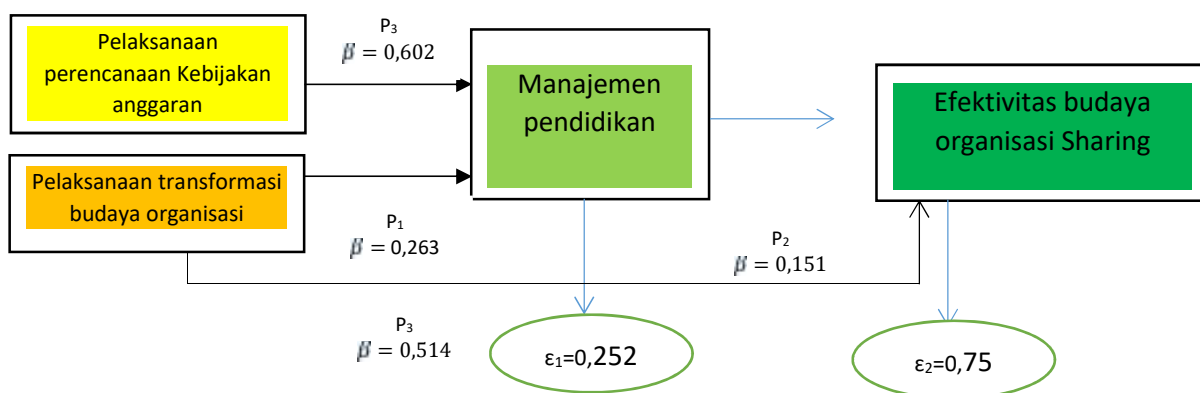 Pelaksanaan
perencanaan Kebijakan
anggaran
P₃
β = 0,602
Manajemen
pendidikan
Efektivitas budaya
organisasi Sharing
Pelaksanaan transformasi
budaya organisasi
P₁
β = 0,263
P₂
β = 0,151
P₃
β = 0,514
ε₁=0,252
ε₂=0,75